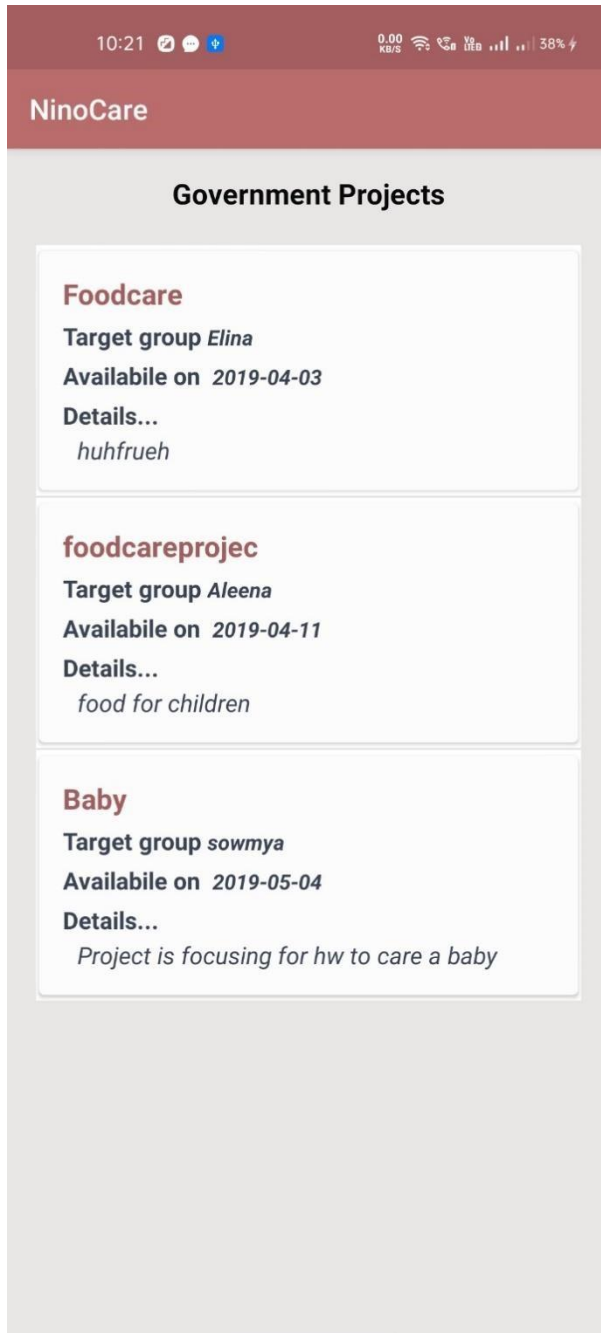 10:21 0.00 KB/S Vo LTE 38%
NinoCare
Government Projects
Foodcare
Target group Elina
Availabile on 2019-04-03
Details...
huhfrueh
foodcareprojec
Target group Aleena
Availabile on 2019-04-11
Details...
food for children
Baby
Target group sowmya
Availabile on 2019-05-04
Details...
Project is focusing for hw to care a baby